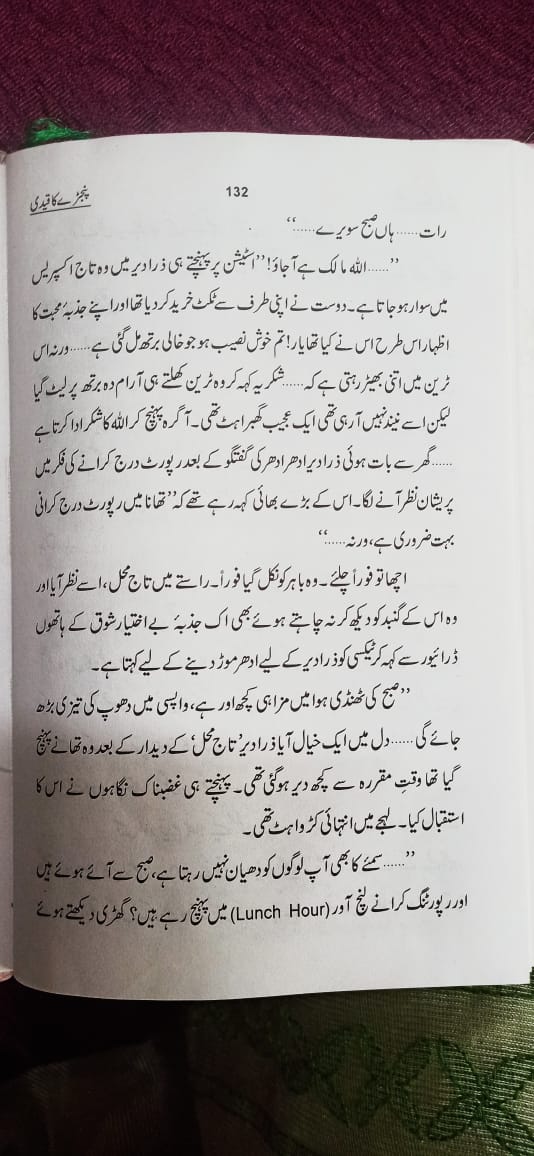 132
پنجڑے کا قیدی
رات......ہاں صبح سویرے......‘‘
’’......اللہ مالک ہے آجاؤ!’’اسٹیشن پر پہنچتے ہی ذرا دیر میں وہ تاج اکسپریس
میں سوار ہو جاتا ہے۔ دوست نے اپنی طرف سے ٹکٹ خرید کر دیا تھا اور اپنے جذبۂ محبت کا
اظہار اس طرح اس نے کیا تھا یار! تم خوش نصیب ہو جو خالی برتھ مل گئی ہے......ورنہ اس
ٹرین میں اتنی بھیڑ رہتی ہے کہ......شکر یہ کہہ کر وہ ٹرین کھلتے ہی آرام دہ برتھ پر لیٹ گیا
لیکن اسے نیند نہیں آرہی تھی ایک عجیب گھبراہٹ تھی۔ آگرہ پہنچ کر اللہ کا شکر ادا کرتا ہے
......گھر سے بات ہوئی ذرا دیر ادھر ادھر کی گفتگو کے بعد رپورٹ درج کرانے کی فکر میں
پریشان نظر آنے لگا۔ اس کے بڑے بھائی کہہ رہے تھے کہ’’تھانا میں رپورٹ درج کرانی
بہت ضروری ہے، ورنہ......‘‘
اچھا تو فوراً چلئے۔ وہ باہر کو نکل گیا فوراً۔ راستے میں تاج محل، اسے نظر آیا اور
وہ اس کے گنبد کو دیکھ کر نہ چاہتے ہوئے بھی اک جذبۂ بے اختیار شوق کے ہاتھوں
ڈرائیور سے کہہ کر ٹیکسی کو ذرا دیر کے لیے ادھر موڑ دینے کے لیے کہتا ہے۔
’’صبح کی ٹھنڈی ہوا میں مزا ہی کچھ اور ہے، واپسی میں دھوپ کی تیزی بڑھ
جائے گی......دل میں ایک خیال آیا ذرا دیر’تاج محل‘ کے دیدار کے بعد وہ تھانے پہنچ
گیا تھا وقتِ مقررہ سے کچھ دیر ہوگئی تھی۔ پہنچتے ہی غضبناک نگاہوں نے اس کا
استقبال کیا۔ لہجے میں انتہائی کڑواہٹ تھی۔
’’......سمئے کا بھی آپ لوگوں کو دھیان نہیں رہتا ہے، صبح سے آئے ہوئے ہیں
اور رپورٹنگ کرانے لنچ آور (Lunch Hour) میں پہنچ رہے ہیں؟ گھڑی دیکھتے ہوئے